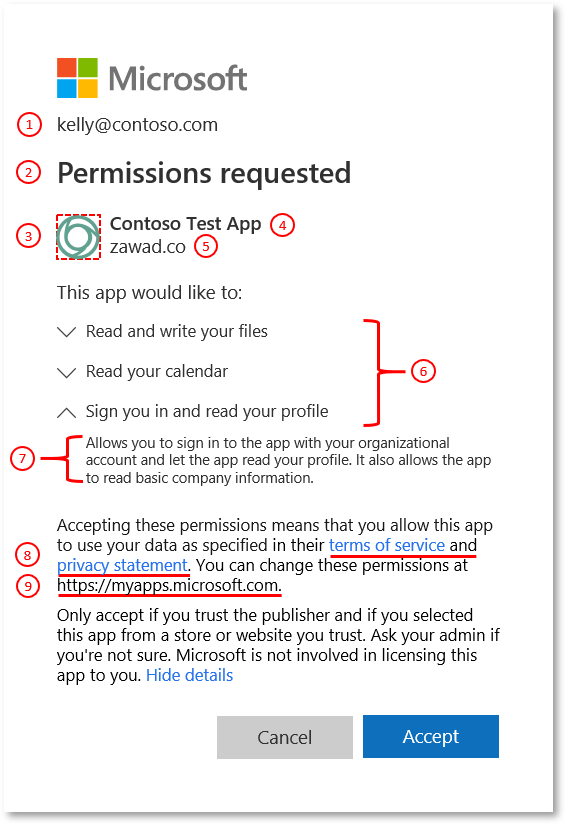 Microsoft
1 kelly@contoso.com
2 Permissions requested
3
Contoso Test App 4
zawad.co 5
This app would like to:
Read and write your files
Read your calendar
6
Sign you in and read your profile
7
Allows you to sign in to the app with your organizational
account and let the app read your profile. It also allows the app
to read basic company information.
Accepting these permissions means that you allow this app
8 to use your data as specified in their terms of service and
privacy statement. You can change these permissions at
9 https://myapps.microsoft.com.
Only accept if you trust the publisher and if you selected
this app from a store or website you trust. Ask your admin if
you're not sure. Microsoft is not involved in licensing this
app to you. Hide details
Cancel Accept